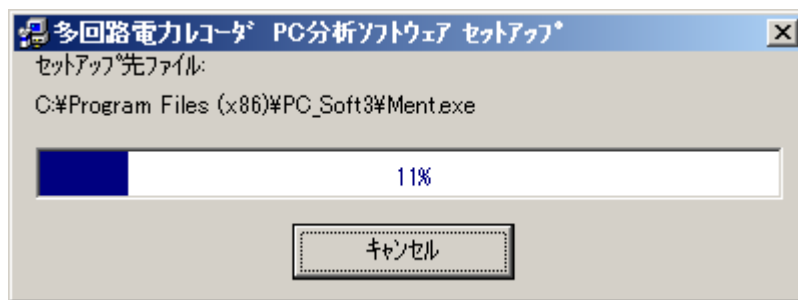 多回路電力ﾚｺｰﾀﾞ PC分析ｿﾌﾄｳｪｱ ｾｯﾄｱｯﾌﾟ
ｾｯﾄｱｯﾌﾟ先ﾌｧｲﾙ:
C:¥Program Files (x86)¥PC_Soft3¥Ment.exe
11%
ｷｬﾝｾﾙ